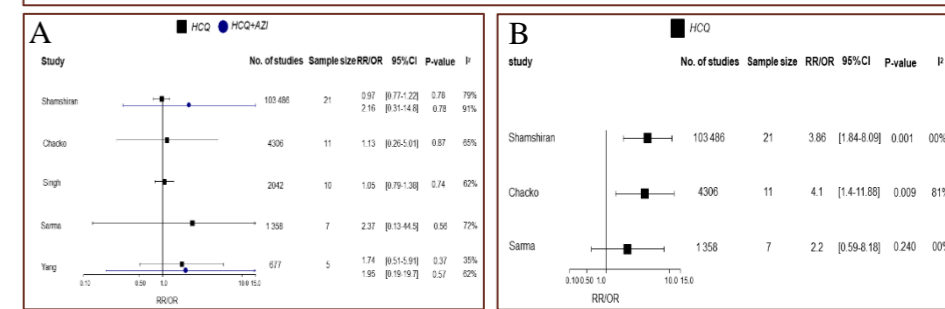 A
HCQ HCQ+AZI
Study No. of studies Sample size RR/OR 95%CI P-value I²
Shamshiran 103 486 21 0.97 [0.77-1.22] 0.78 79%
2.16 [0.31-14.8] 0.78 91%
Chacko 4306 11 1.13 [0.26-5.01] 0.87 65%
Singh 2042 10 1.05 [0.79-1.38] 0.74 62%
Sarma 1 358 7 2.37 [0.13-44.5] 0.56 72%
Yang 677 5 1.74 [0.51-5.91] 0.37 35%
1.95 [0.19-19.7] 0.57 62%
0.10 0.50 1.0 10.0 15.0
RR/OR
B
HCQ
study No. of studies Sample size RR/OR 95%CI P-value I²
Shamshiran 103 486 21 3.86 [1.84-8.09] 0.001 00%
Chacko 4306 11 4.1 [1.4-11.88] 0.009 81%
Sarma 1 358 7 2.2 [0.59-8.18] 0.240 00%
0.10 0.50 1.0 10.0 15.0
RR/OR